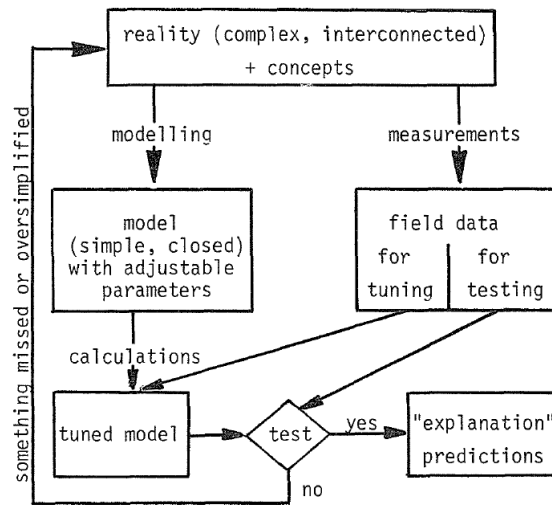 reality (complex, interconnected)
+ concepts
modelling
measurements
something missed or oversimplified
model
(simple, closed)
with adjustable
parameters
field data
for
tuning
for
testing
calculations
tuned model
test
yes
"explanation"
predictions
no